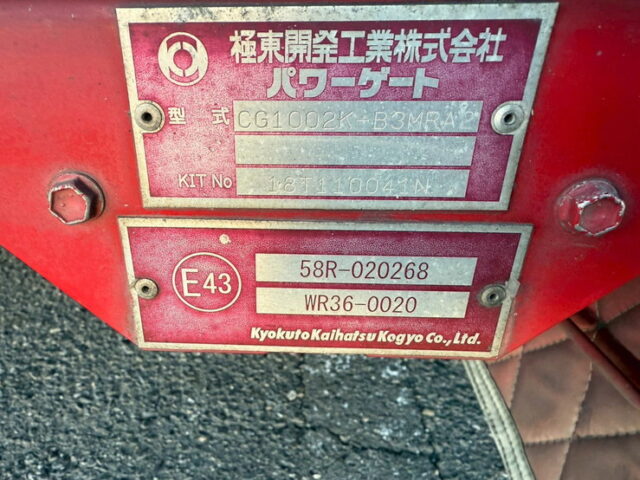 極東開発工業株式会社
パワーゲート
型式 CG1002K-B3MRA2
KIT No 18T110041N
E43
58R-020268
WR36-0020
Kyokuto Kaihatsu Kogyo Co., Ltd.